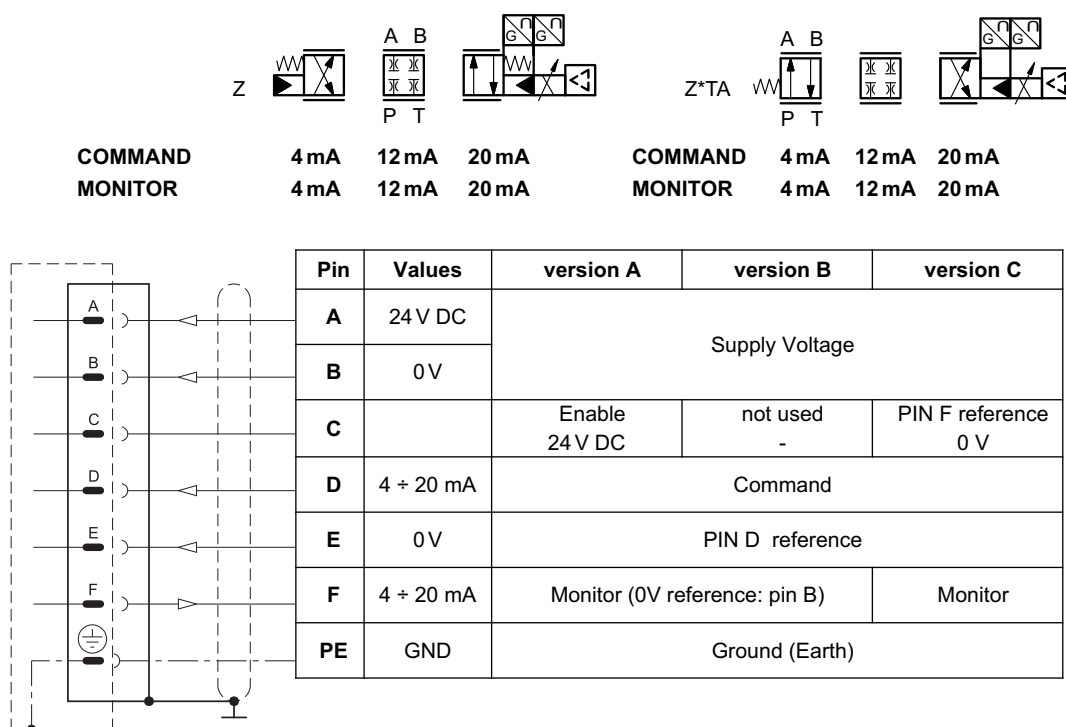 G G
A B
Z
P T
COMMAND 4 mA 12 mA 20 mA
MONITOR 4 mA 12 mA 20 mA
G G
A B
Z*TA
P T
COMMAND 4 mA 12 mA 20 mA
MONITOR 4 mA 12 mA 20 mA
A
B
C
D
E
F
Pin Values version A version B version C
A 24 V DC Supply Voltage
B 0 V
C Enable not used PIN F reference
24 V DC - 0 V
D 4 ÷ 20 mA Command
E 0 V PIN D reference
F 4 ÷ 20 mA Monitor (0V reference: pin B) Monitor
PE GND Ground (Earth)